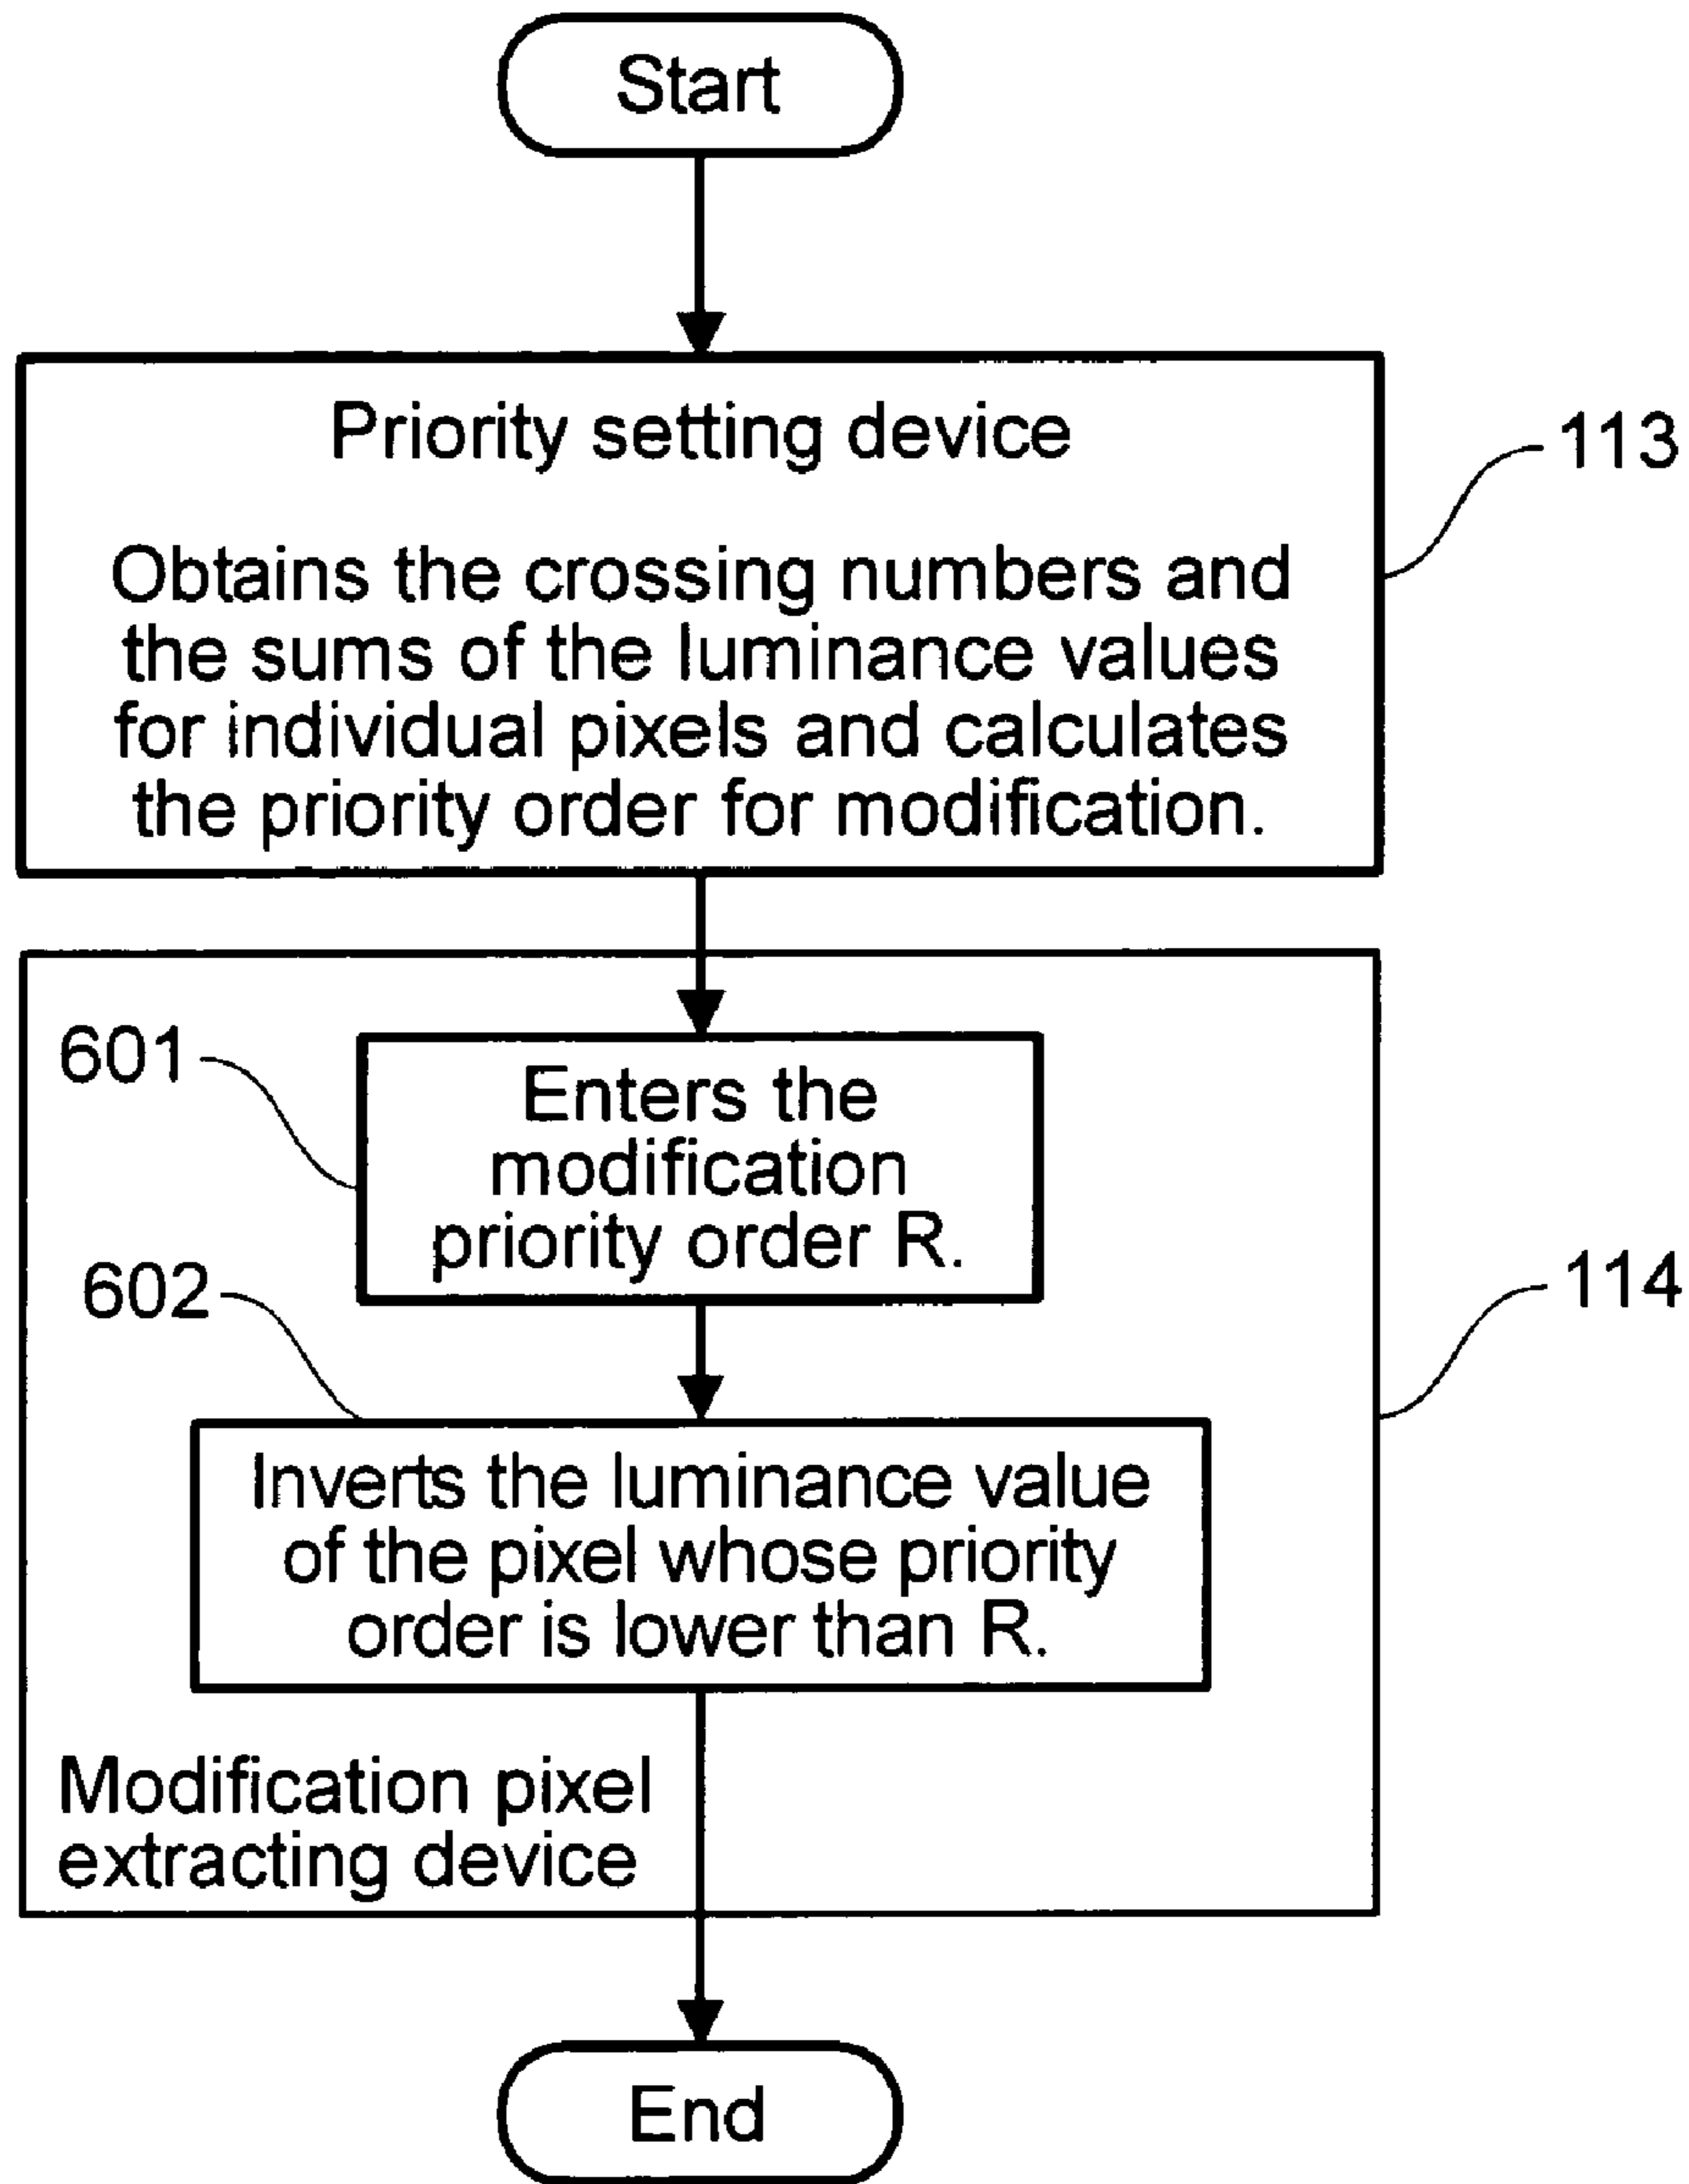 Start
Priority setting device
113
Obtains the crossing numbers and
the sums of the luminance values
for individual pixels and calculates
the priority order for modification.
601
Enters the
modification
priority order R.
602
114
Inverts the luminance value
of the pixel whose priority
order is lower than R.
Modification pixel
extracting device
End